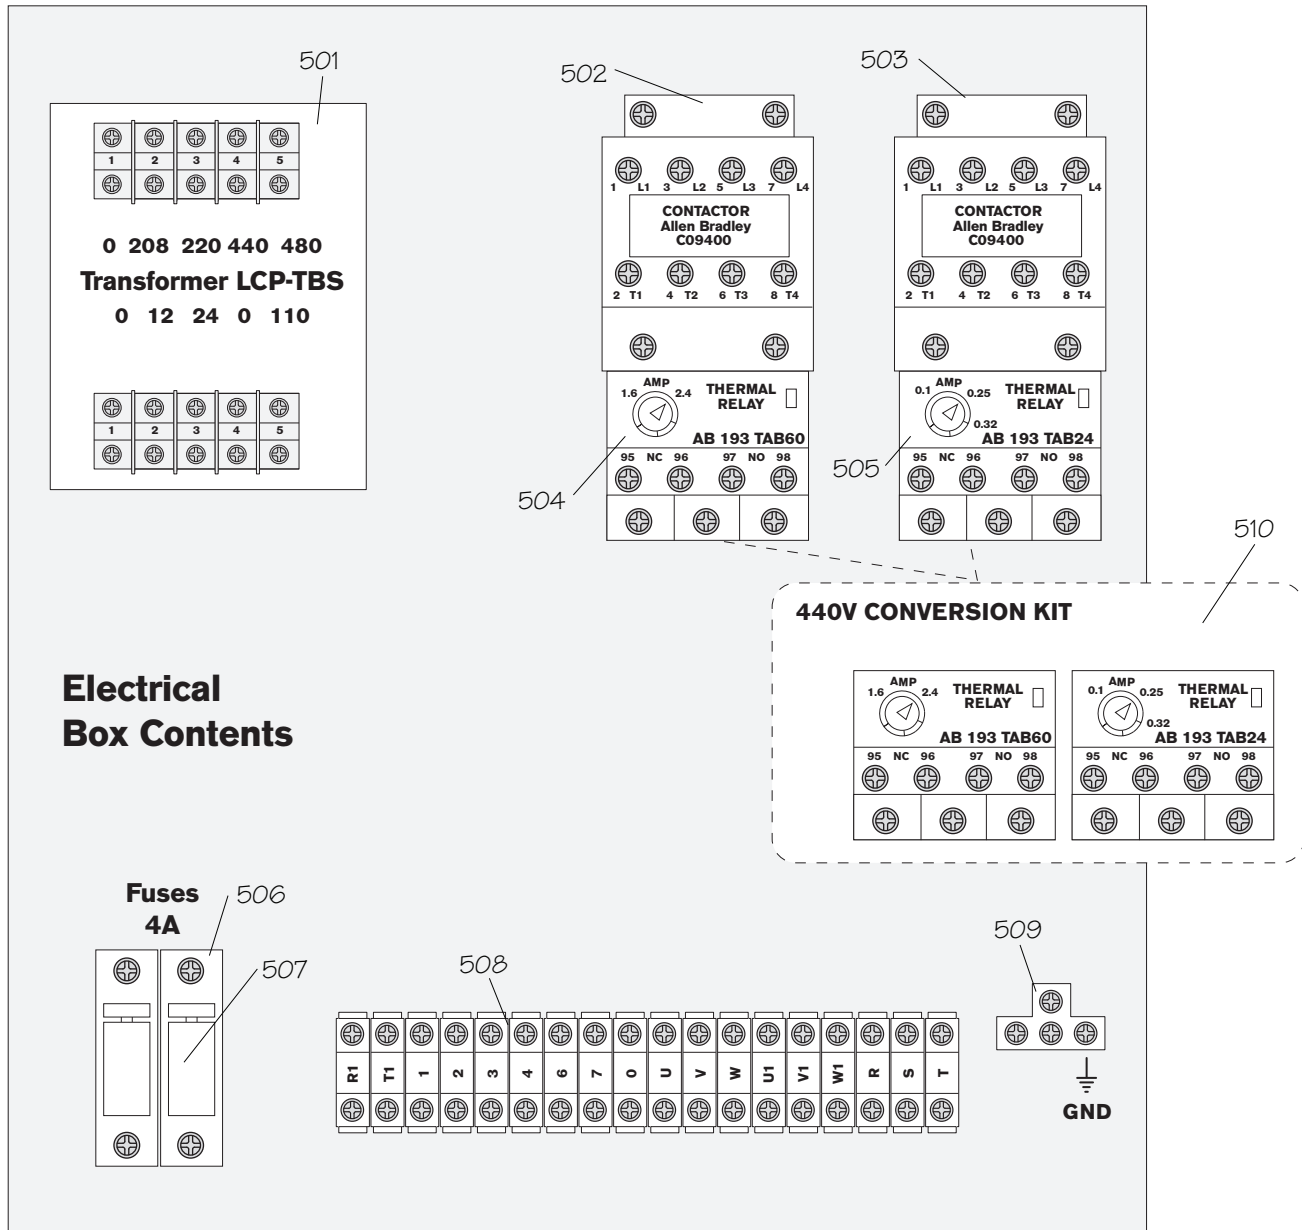 501
502
503
1 2 3 4 5
0 208 220 440 480
Transformer LCP-TBS
0 12 24 0 110
1 2 3 4 5
1 L1 3 L2 5 L3 7 L4
CONTACTOR
Allen Bradley
C09400
2 T1 4 T2 6 T3 8 T4
1 L1 3 L2 5 L3 7 L4
CONTACTOR
Allen Bradley
C09400
2 T1 4 T2 6 T3 8 T4
AMP
1.6 2.4
THERMAL
RELAY
AB 193 TAB60
95 NC 96 97 NO 98
504
AMP
0.1 0.25
0.32
THERMAL
RELAY
AB 193 TAB24
95 NC 96 97 NO 98
505
510
440V CONVERSION KIT
AMP
1.6 2.4
THERMAL
RELAY
AB 193 TAB60
95 NC 96 97 NO 98
AMP
0.1 0.25
0.32
THERMAL
RELAY
AB 193 TAB24
95 NC 96 97 NO 98
Electrical
Box Contents
Fuses
4A
506
507
508
R1 T1 1 2 3 4 6 7 0 U V W U1 V1 W1 R S T
509
GND